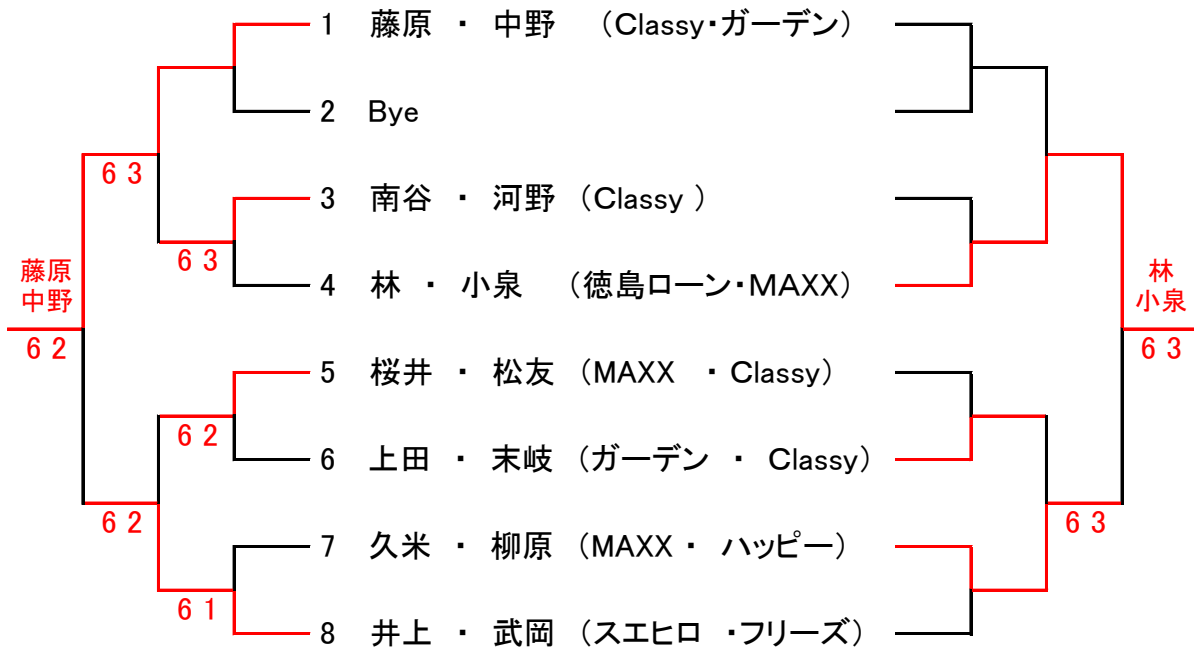 1 藤原 ・ 中野 （Classy・ガーデン）
2 Bye
6 3
3 南谷 ・ 河野 （Classy ）
6 3
4 林 ・ 小泉 （徳島ローン・MAXX）
藤原
中野
6 2
林
小泉
6 3
5 桜井 ・ 松友 （MAXX ・ Classy）
6 2
6 上田 ・ 末岐 （ガーデン ・ Classy）
6 2
6 3
7 久米 ・ 柳原 （MAXX ・ ハッピー）
6 1
8 井上 ・ 武岡 （スエヒロ ・フリーズ）